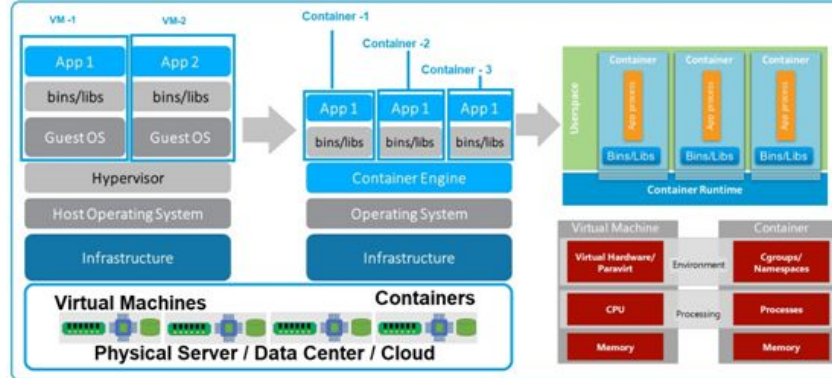 VM -1
VM-2
App 1
App 2
bins/libs
bins/libs
Guest OS
Guest OS
Hypervisor
Host Operating System
Infrastructure
Container -1
Container -2
Container - 3
App 1
App 1
App 1
bins/libs
bins/libs
bins/libs
Container Engine
Operating System
Infrastructure
Virtual Machines
Containers
Physical Server / Data Center / Cloud
Userspace
Container
Container
Container
App process
App process
App process
Bins/Libs
Bins/Libs
Bins/Libs
Container Runtime
Virtual Machine
Container
Virtual Hardware/
Paravirt
Environment
Cgroups/
Namespaces
CPU
Processing
Processes
Memory
Memory